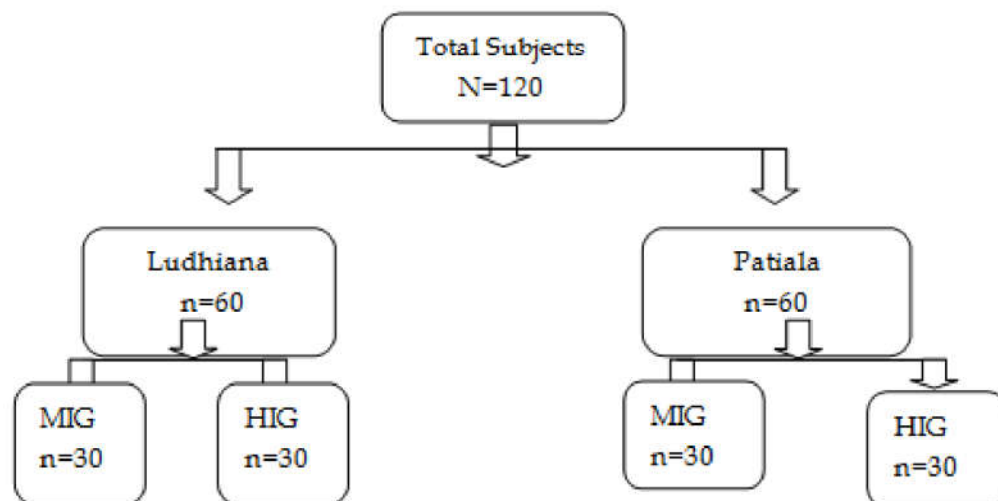 Total Subjects
N=120
Ludhiana
n=60
Patiala
n=60
MIG
n=30
HIG
n=30
MIG
n=30
HIG
n=30